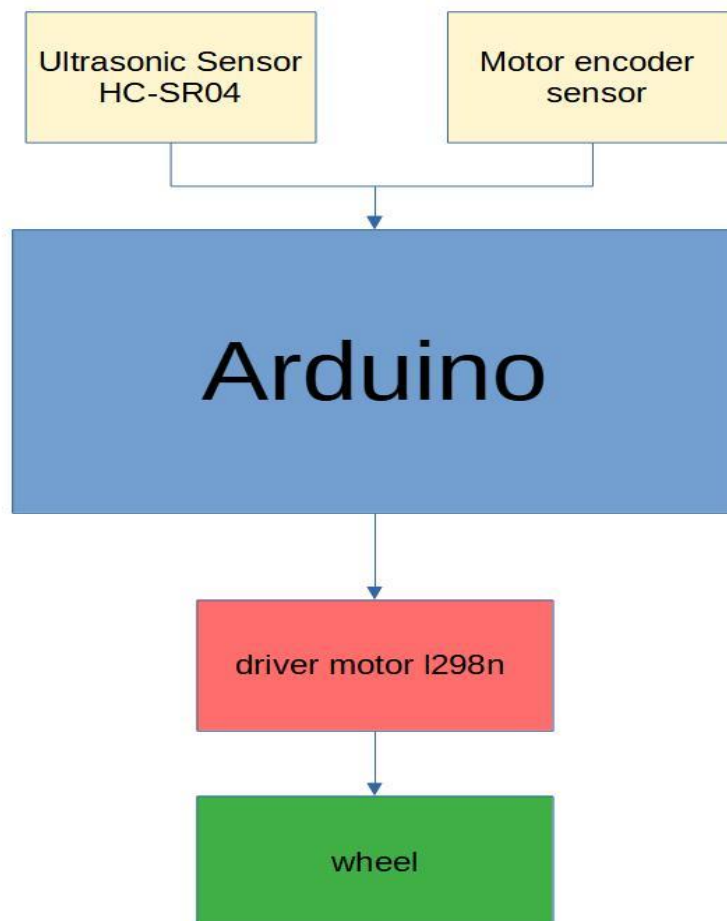 Ultrasonic Sensor
HC-SR04
Motor encoder
sensor
Arduino
driver motor l298n
wheel